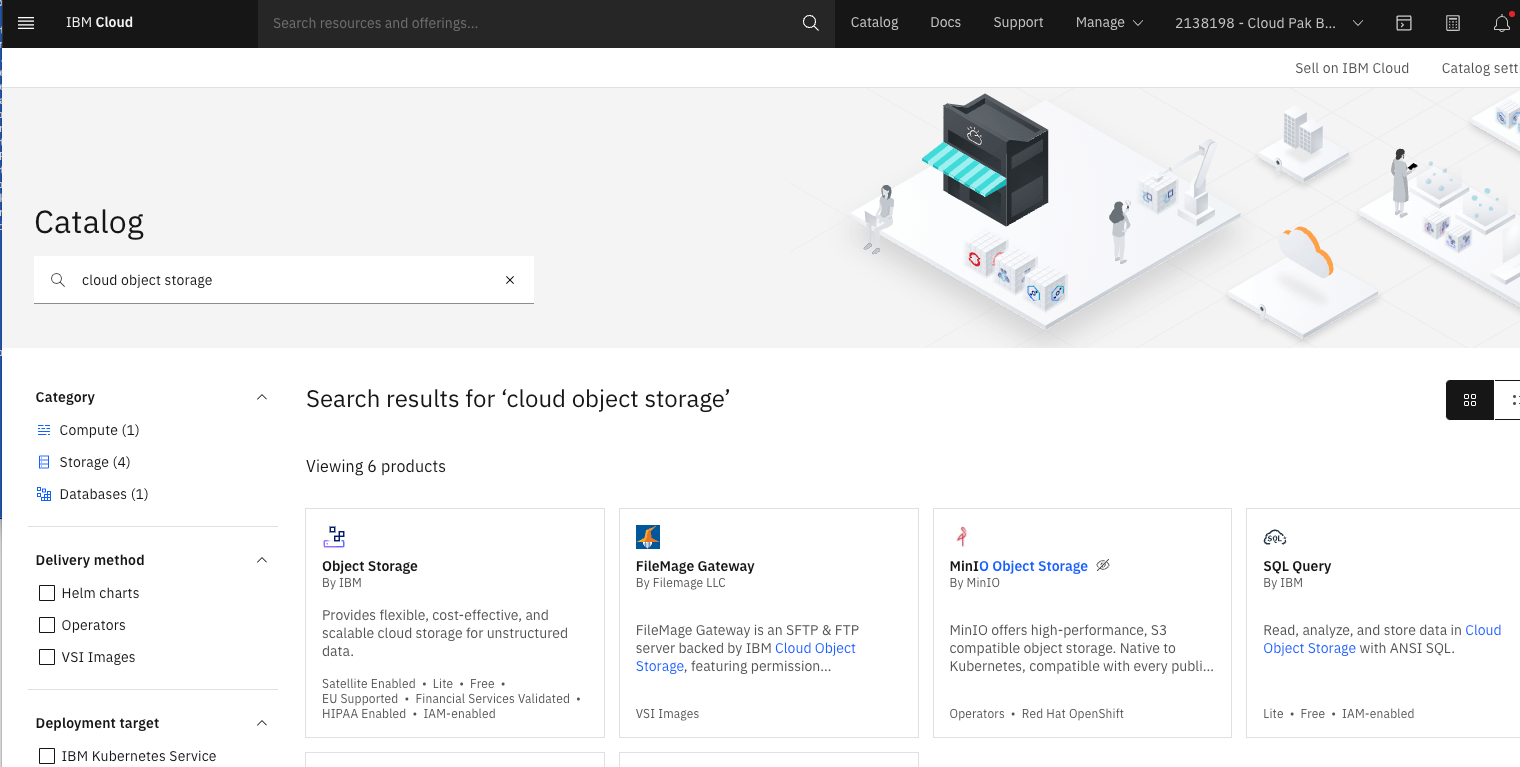 IBM Cloud
Search resources and offerings...
Catalog
Docs
Support
Manage
2138198 - Cloud Pak B...
Sell on IBM Cloud
Catalog sett
Catalog
cloud object storage
Category
Compute (1)
Storage (4)
Databases (1)
Delivery method
Helm charts
Operators
VSI Images
Deployment target
IBM Kubernetes Service
Search results for ‘cloud object storage’
Viewing 6 products
Object Storage
By IBM
Provides flexible, cost-effective, and
scalable cloud storage for unstructured
data.
Satellite Enabled • Lite • Free •
EU Supported • Financial Services Validated •
HIPAA Enabled • IAM-enabled
FileMage Gateway
By Filemage LLC
FileMage Gateway is an SFTP & FTP
server backed by IBM Cloud Object
Storage, featuring permission...
VSI Images
MinIO Object Storage
By MinIO
MinIO offers high-performance, S3
compatible object storage. Native to
Kubernetes, compatible with every publi...
Operators • Red Hat OpenShift
SQL
SQL Query
By IBM
Read, analyze, and store data in Cloud
Object Storage with ANSI SQL.
Lite • Free • IAM-enabled